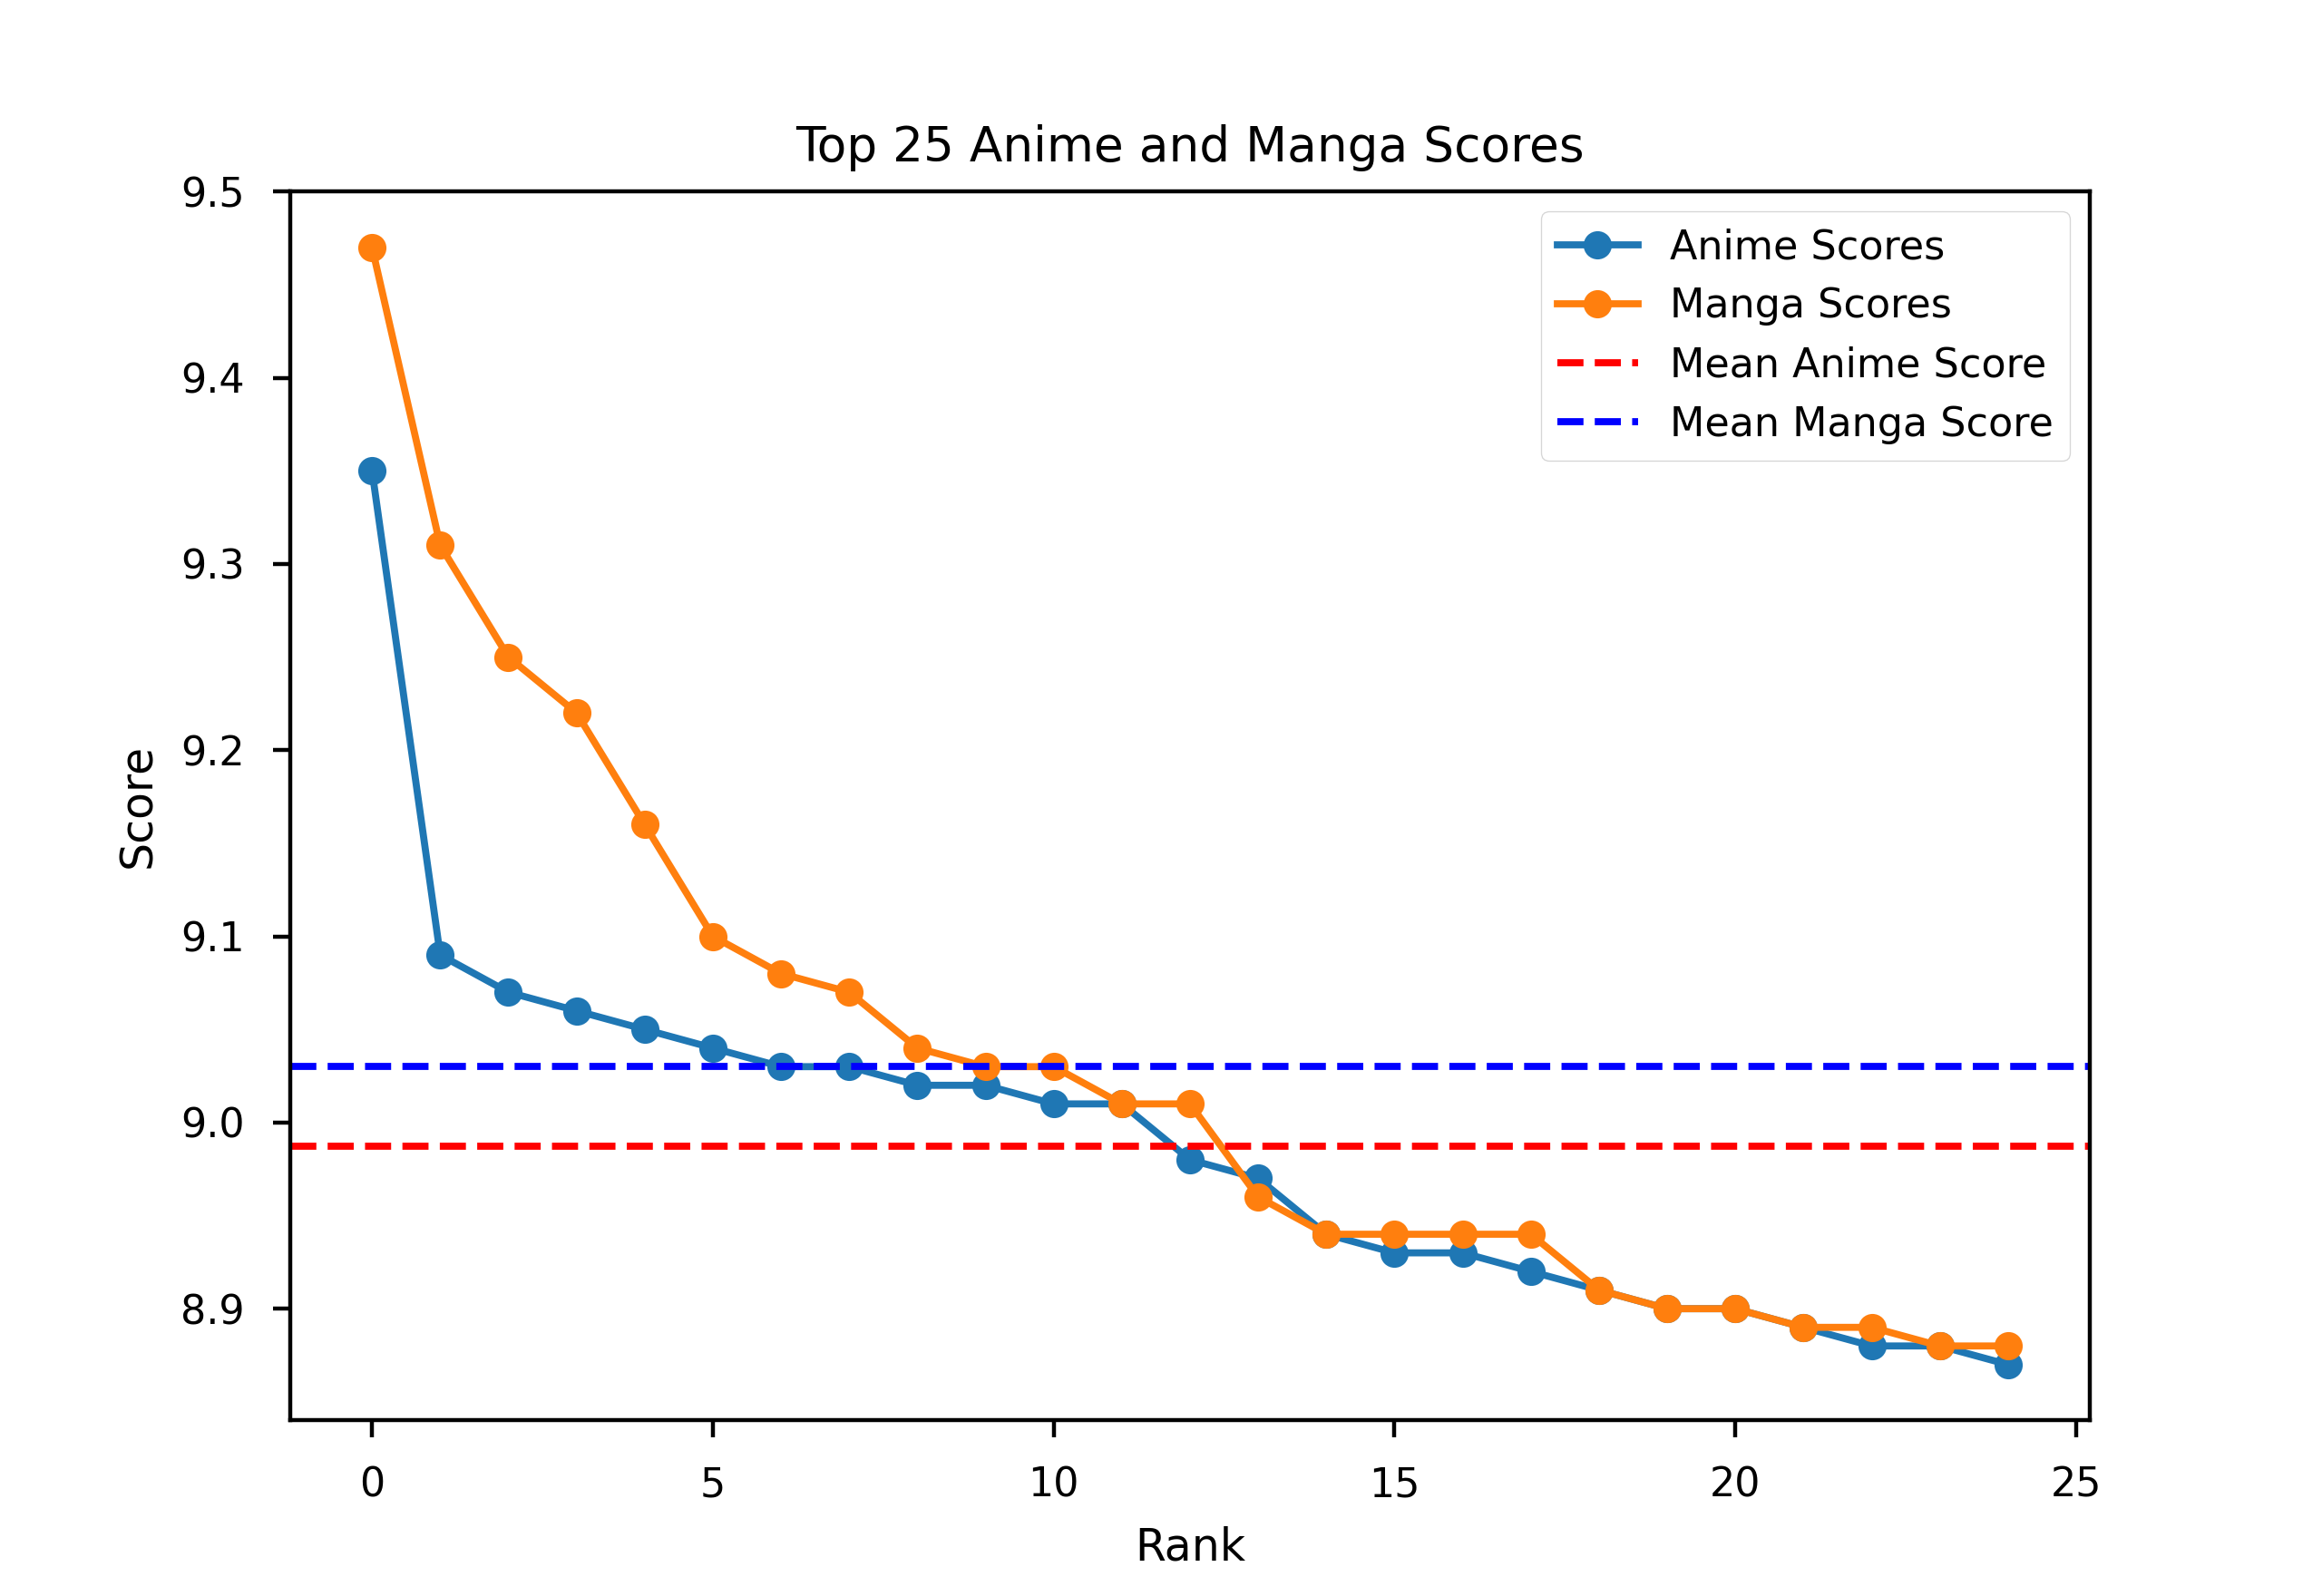 Top 25 Anime and Manga Scores
9.5
9.4
9.3
9.2
9.1
9.0
8.9
Score
Anime Scores
Manga Scores
Mean Anime Score
Mean Manga Score
0 5 10 15 20 25
Rank